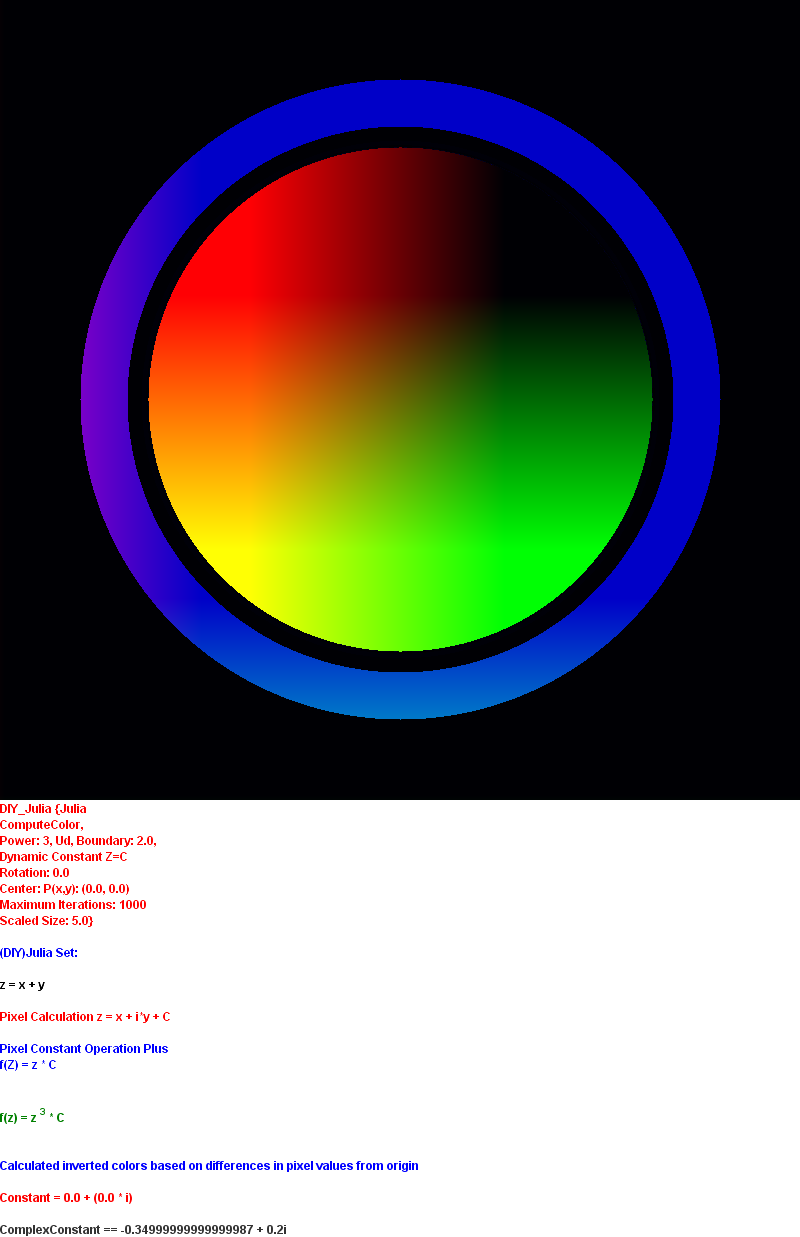 DIY_Julia {Julia
ComputeColor,
Power: 3, Ud, Boundary: 2.0,
Dynamic Constant Z=C
Rotation: 0.0
Center: P(x,y): (0.0, 0.0)
Maximum Iterations: 1000
Scaled Size: 5.0}
(DIY)Julia Set:
z = x + y
Pixel Calculation z = x + i*y + C
Pixel Constant Operation Plus
f(Z) = z * C
f(z) = z ³ * C
Calculated inverted colors based on differences in pixel values from origin
Constant = 0.0 + (0.0 * i)
ComplexConstant == -0.34999999999999987 + 0.2i